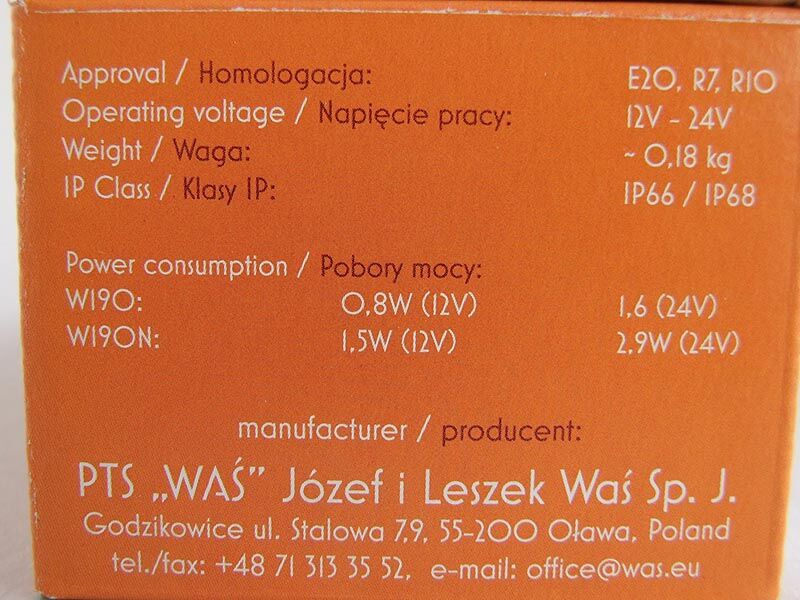 Approval / Homologacja: E20, R7, R10
Operating voltage / Napięcie pracy: 12V - 24V
Weight / Waga: ~ 0,18 kg
IP Class / Klasy IP: IP66 / IP68
Power consumption / Pobory mocy:
W190: 0,8W (12V) 1,6 (24V)
W190N: 1,5W (12V) 2,9W (24V)
manufacturer / producent:
PTS „WAŚ” Józef i Leszek Waś Sp. J.
Godzikowice ul. Stalowa 7,9, 55-200 Oława, Poland
tel./fax: +48 71 313 35 52, e-mail: office@was.eu